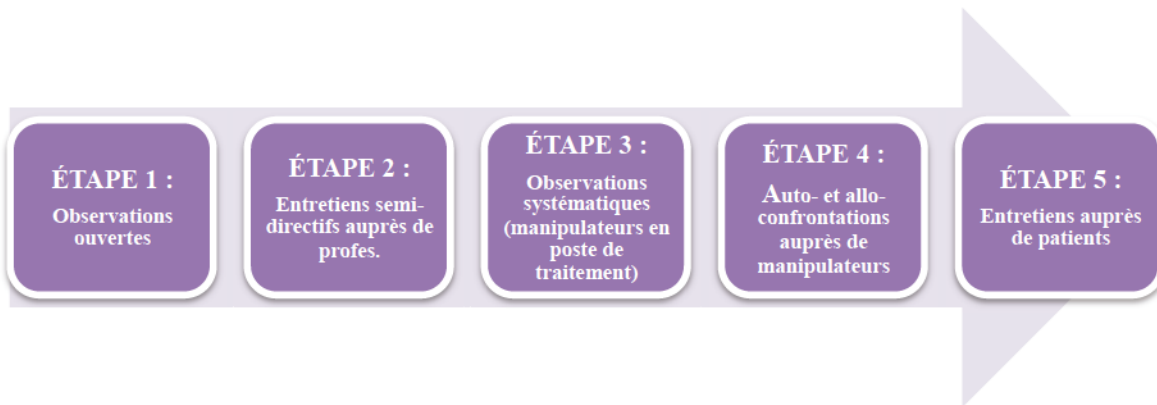 ÉTAPE 1 :
Observations
ouvertes
ÉTAPE 2 :
Entretiens semi-
directifs auprès de
profes.
ÉTAPE 3 :
Observations
systématiques
(manipulateurs en
poste de
traitement)
ÉTAPE 4 :
Auto- et allo-
confrontations
auprès de
manipulateurs
ÉTAPE 5 :
Entretiens auprès
de patients